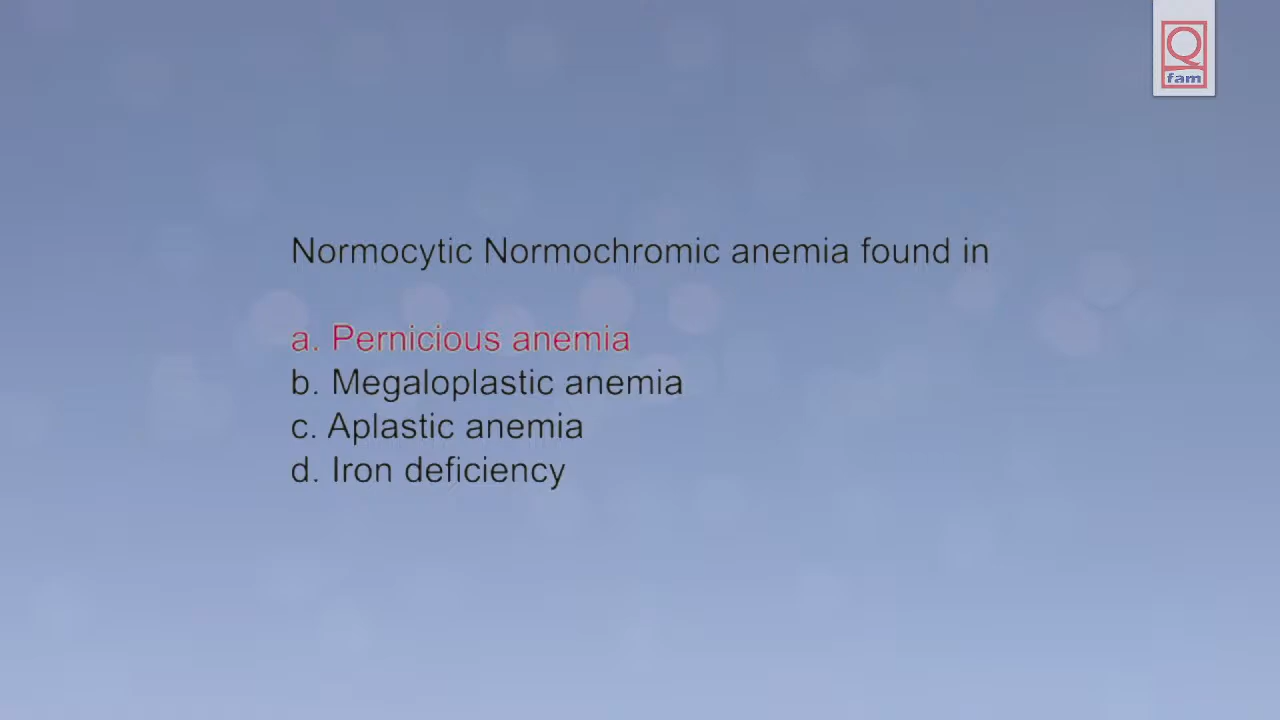 Q
fam
Normocytic Normochromic anemia found in
a. Pernicious anemia
b. Megaloplastic anemia
c. Aplastic anemia
d. Iron deficiency